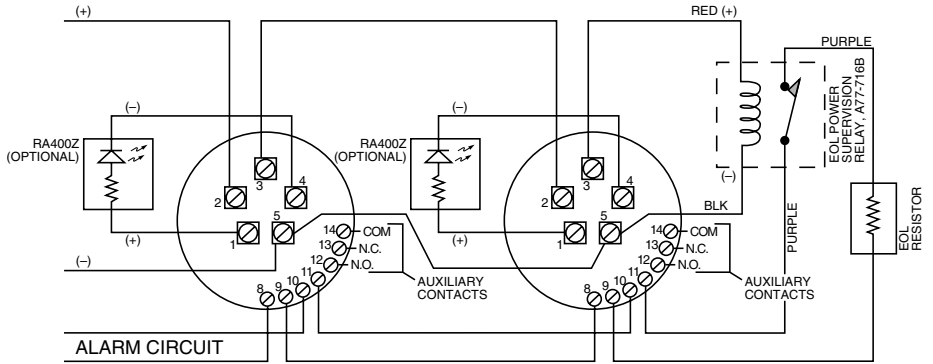 (+)
RED (+)
PURPLE
(–)
(–)
RA400Z
(OPTIONAL)
RA400Z
(OPTIONAL)
EOL POWER
SUPERVISION
RELAY, A77-716B
3
2
4
1
5
3
2
4
1
5
(–)
BLK
(+)
(+)
(–)
14
COM
13
N.C.
12
N.O.
11
10
9
8
AUXILIARY
CONTACTS
14
COM
13
N.C.
12
N.O.
11
10
9
8
AUXILIARY
CONTACTS
PURPLE
EOL
RESISTOR
ALARM CIRCUIT